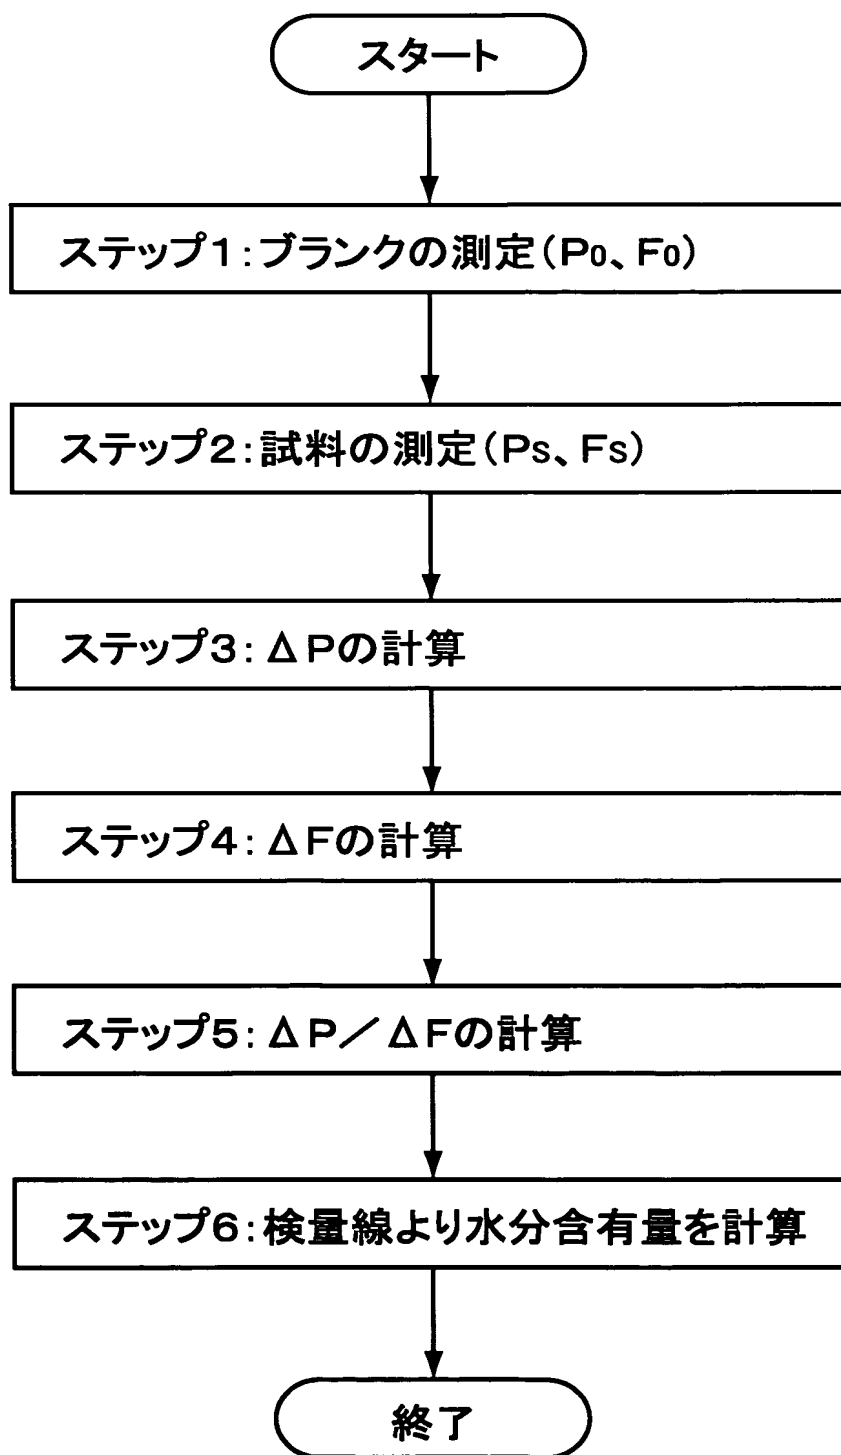 スタート
ステップ1:ブランクの測定(P0、F0)
ステップ2:試料の測定(Ps、Fs)
ステップ3:ΔPの計算
ステップ4:ΔFの計算
ステップ5:ΔP/ΔFの計算
ステップ6:検量線より水分含有量を計算
終了